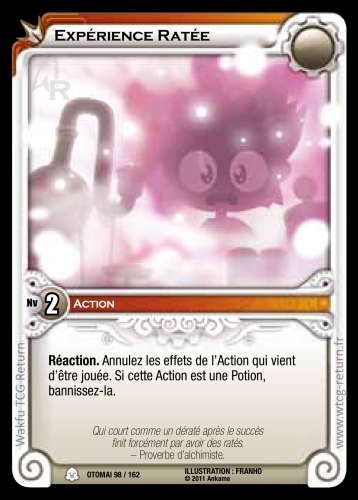 Expérience Ratée
R
Nv 2 Action
Réaction. Annulez les effets de l'Action qui vient
d'être jouée. Si cette Action est une Potion,
bannissez-la.
Qui court comme un dératé après le succès
finit forcément par avoir des ratés.
– Proverbe d'alchimiste.
OTOMAI 98 / 162
ILLUSTRATION : FRANHO
© 2011 Ankama
Wakfu TCG Return
www.wtcg-return.fr